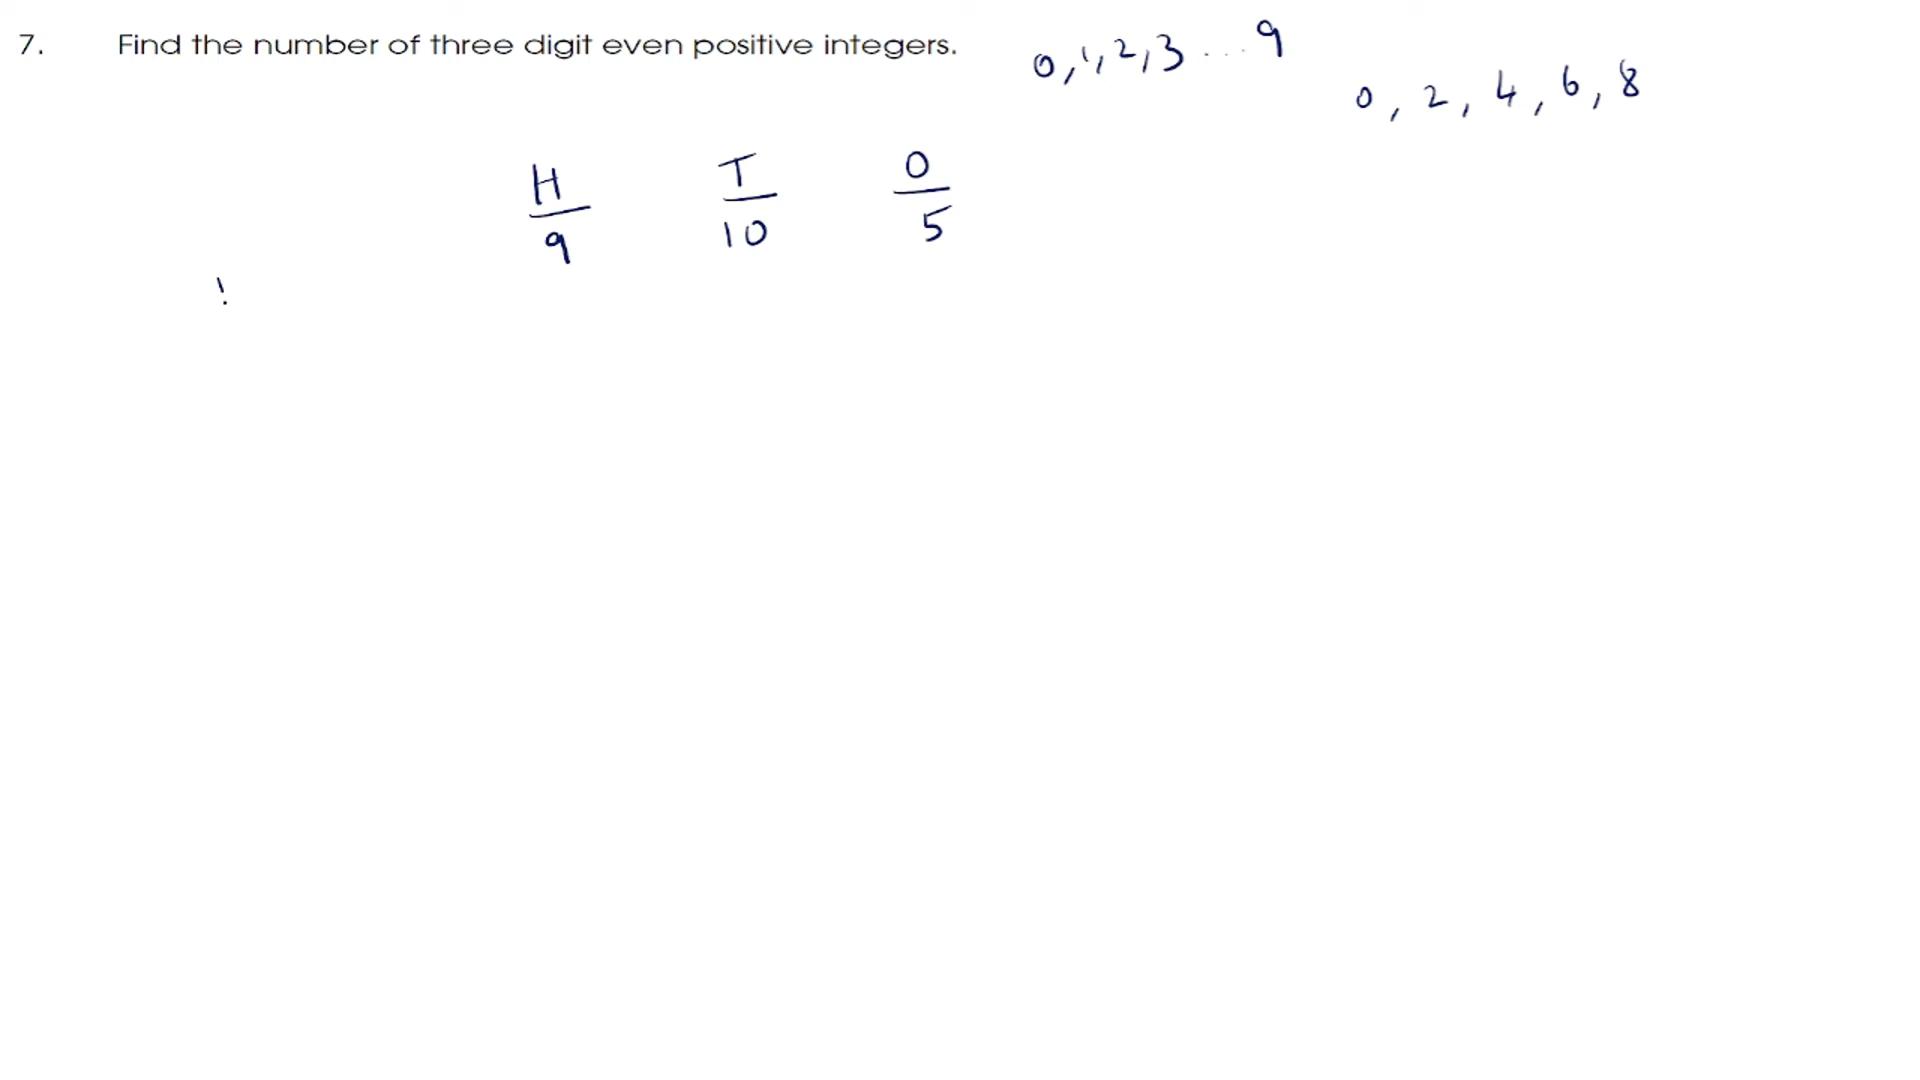 7. Find the number of three digit even positive integers.
0, 1, 2, 3 ... 9
0, 2, 4, 6, 8
H T O
9 10 5